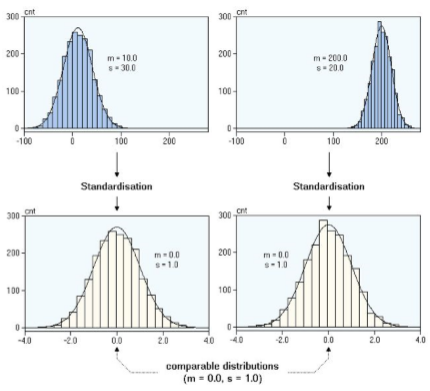 cnt
300
200
100
0
-100
0
100
200
m = 10.0
s = 30.0
cnt
300
200
100
0
-100
0
100
200
m = 200.0
s = 20.0
Standardisation
Standardisation
cnt
300
200
100
0
-4.0
-2.0
0.0
2.0
4.0
m = 0.0
s = 1.0
cnt
300
200
100
0
-4.0
-2.0
0.0
2.0
4.0
m = 0.0
s = 1.0
comparable distributions
(m = 0.0, s = 1.0)